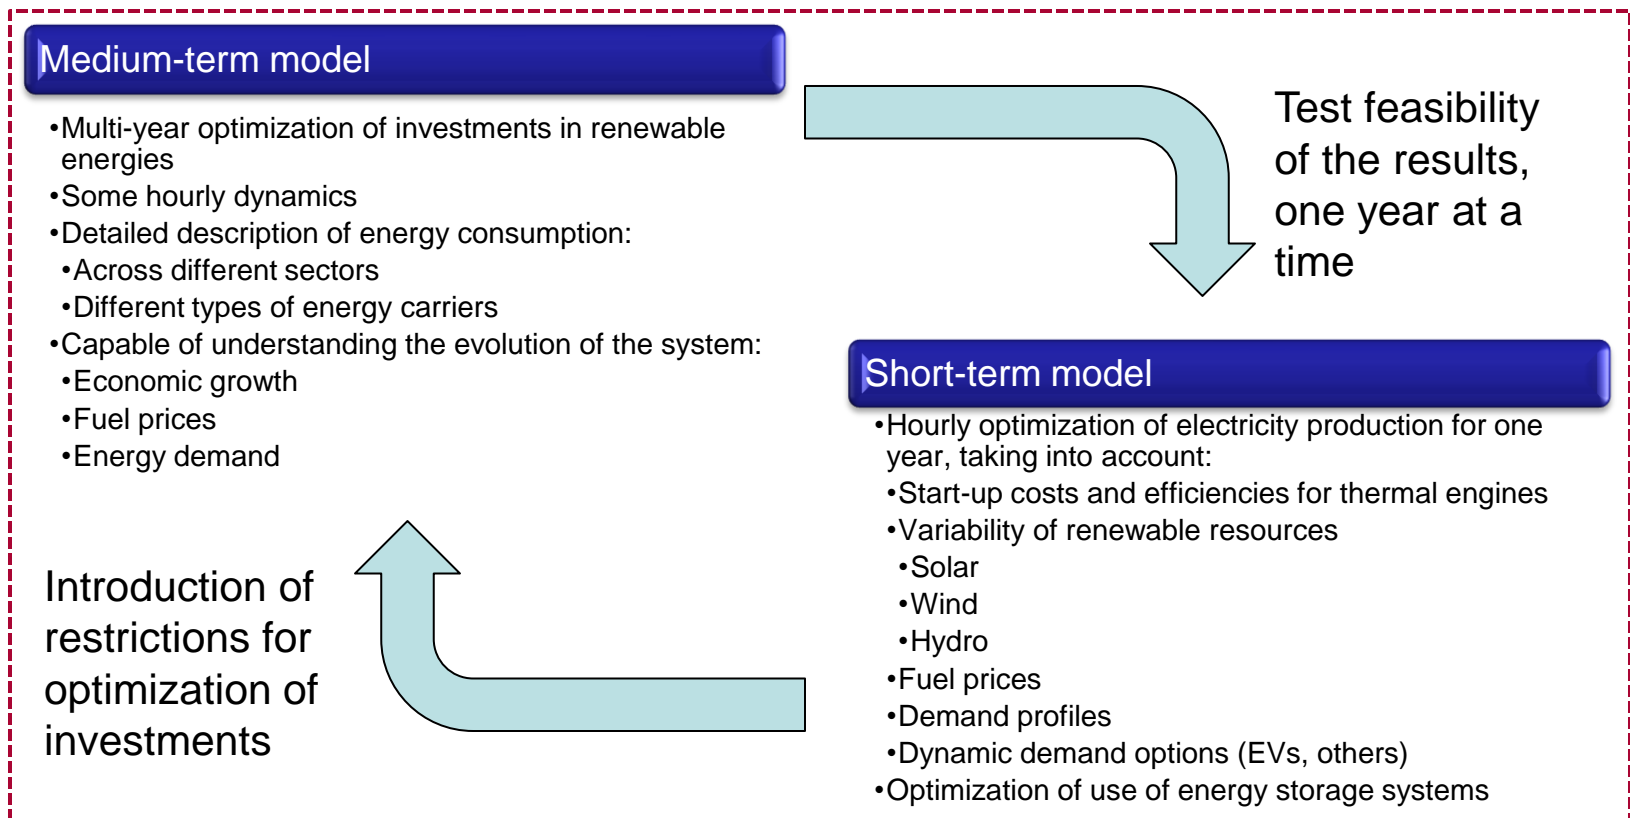 Medium-term model
•Multi-year optimization of investments in renewable
energies
•Some hourly dynamics
•Detailed description of energy consumption:
•Across different sectors
•Different types of energy carriers
•Capable of understanding the evolution of the system:
•Economic growth
•Fuel prices
•Energy demand
Test feasibility
of the results,
one year at a
time
Short-term model
•Hourly optimization of electricity production for one
year, taking into account:
•Start-up costs and efficiencies for thermal engines
•Variability of renewable resources
•Solar
•Wind
•Hydro
•Fuel prices
•Demand profiles
•Dynamic demand options (EVs, others)
•Optimization of use of energy storage systems
Introduction of
restrictions for
optimization of
investments